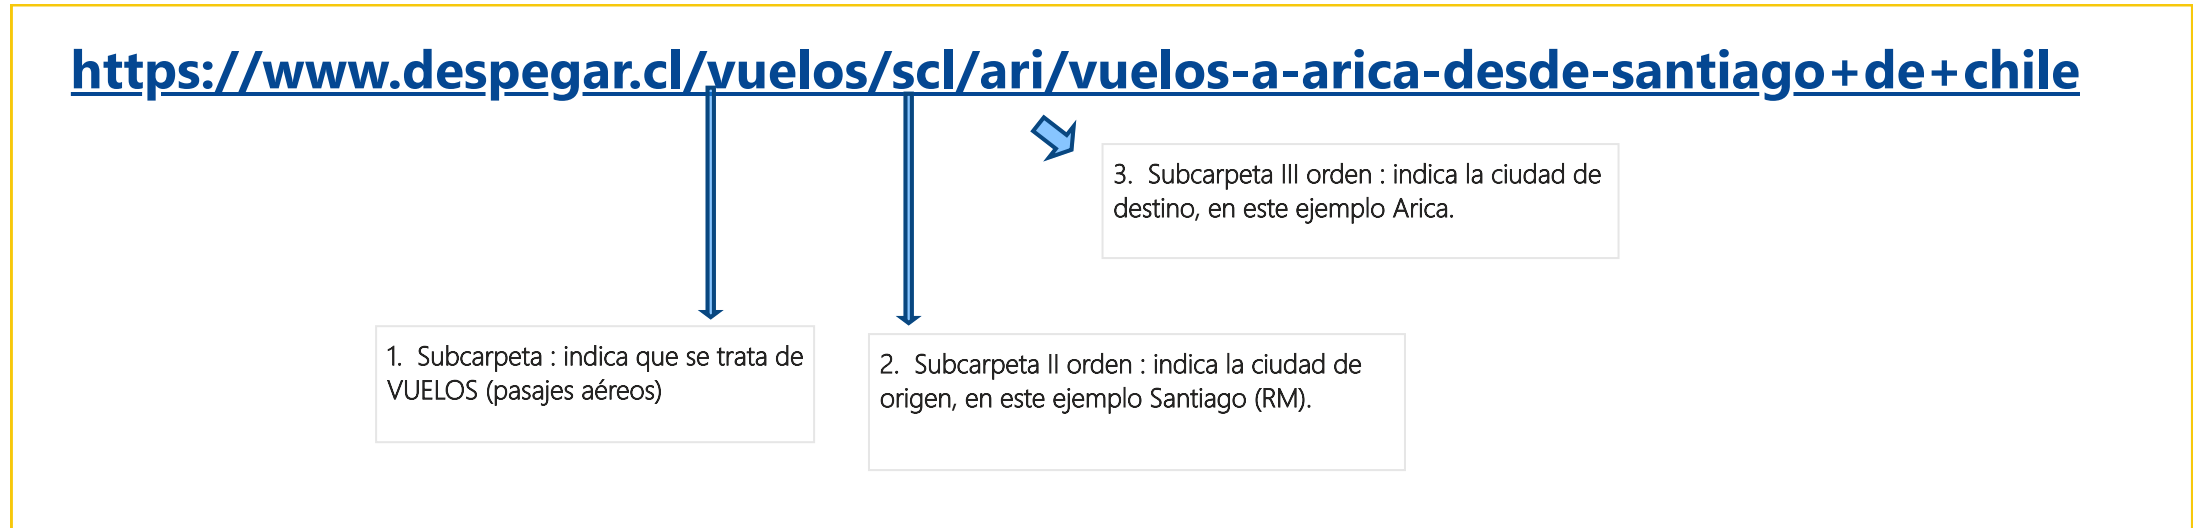 https://www.despegar.cl/vuelos/scl/ari/vuelos-a-arica-desde-santiago+de+chile
3. Subcarpeta III orden : indica la ciudad de
destino, en este ejemplo Arica.
1. Subcarpeta : indica que se trata de
VUELOS (pasajes aéreos)
2. Subcarpeta II orden : indica la ciudad de
origen, en este ejemplo Santiago (RM).